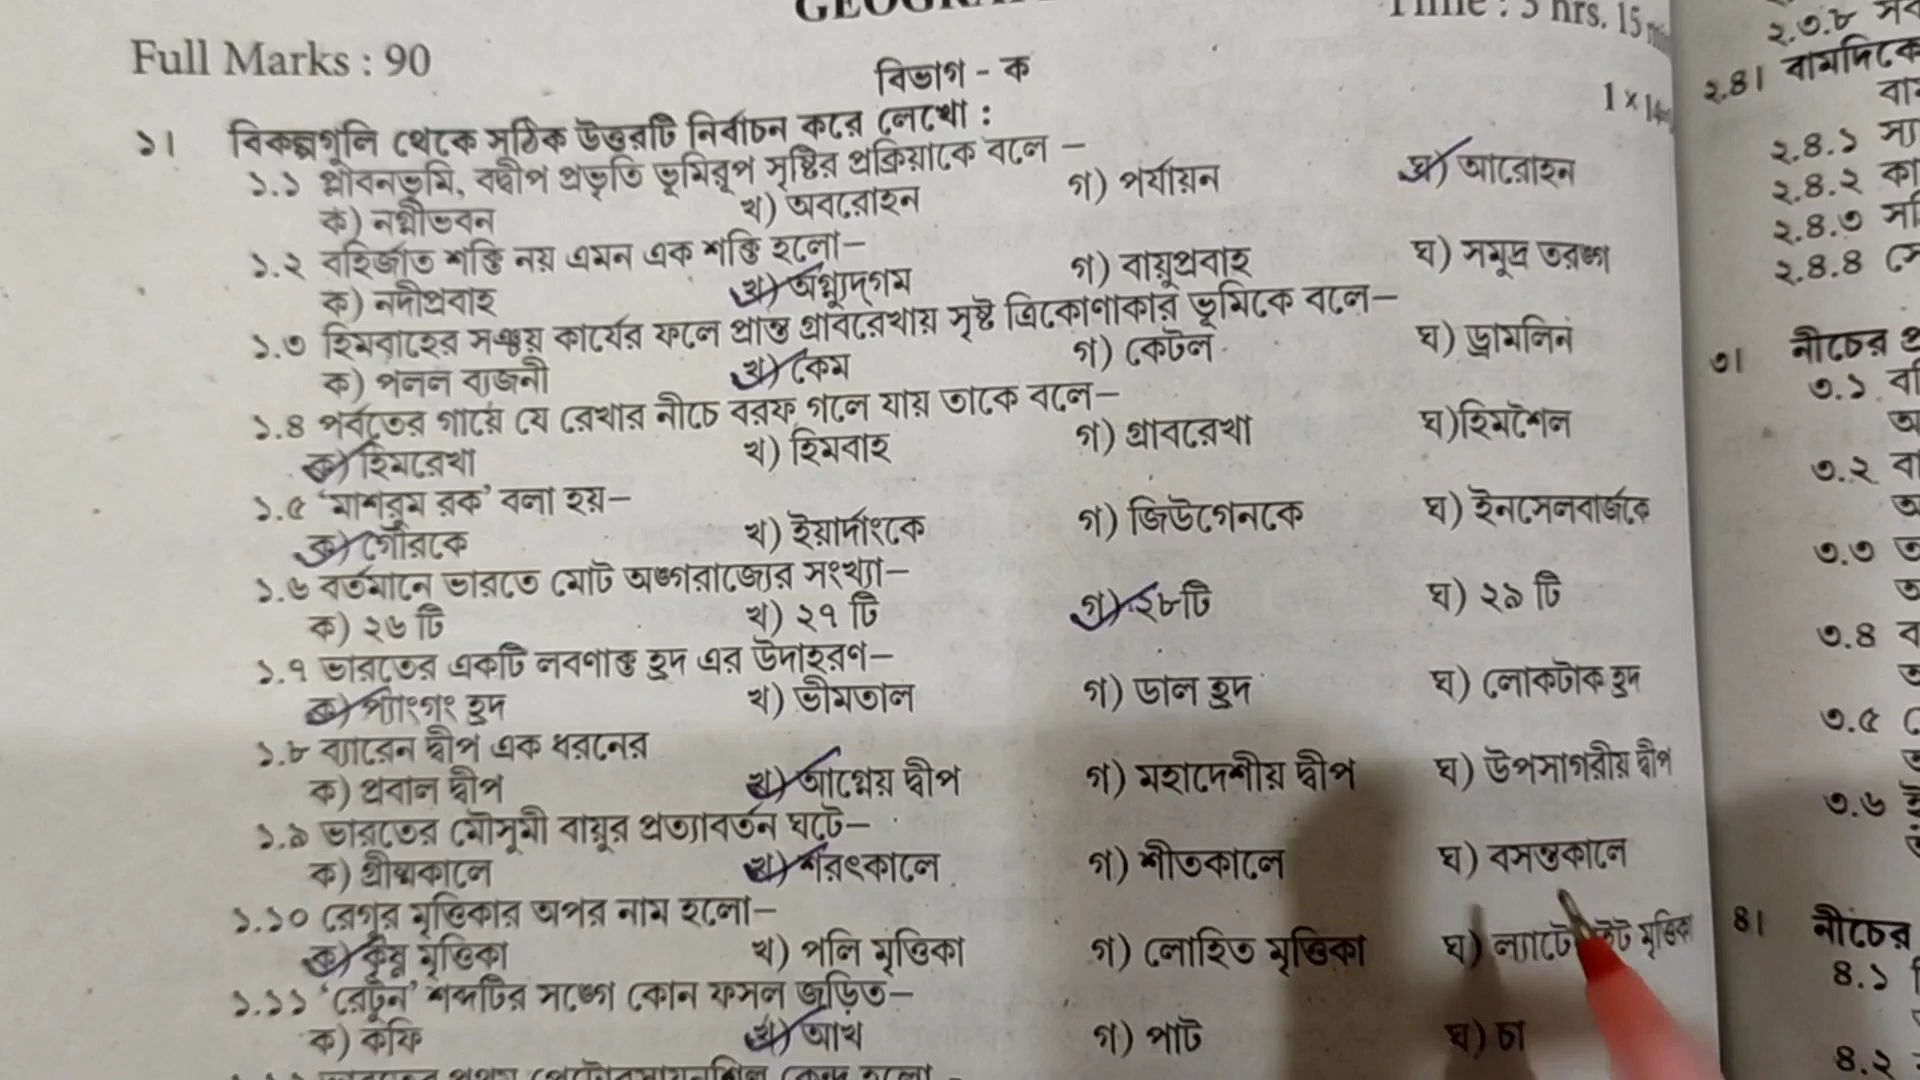 Full Marks : 90
বিভাগ - ক
১। বিকল্পগুলি থেকে সঠিক উত্তরটি নির্বাচন করে লেখো :
১.১ প্লাবনভূমি, বদ্বীপ প্রভৃতি ভূমিরূপ সৃষ্টির প্রক্রিয়াকে বলে –
ক) নগ্নীভবন খ) অবরোহন গ) পর্যায়ন ঘ) আরোহন
১.২ বহির্জাত শক্তি নয় এমন এক শক্তি হলো–
ক) নদীপ্রবাহ খ) অগ্ন্যুদ্‌গম গ) বায়ুপ্রবাহ ঘ) সমুদ্র তরঙ্গ
১.৩ হিমবাহের সঞ্চয় কার্যের ফলে প্রান্ত গ্রাবরেখায় সৃষ্ট ত্রিকোণাকার ভূমিকে বলে–
ক) পলল ব্যজনী খ) কেম গ) কেটল ঘ) ড্রামলিন
১.৪ পর্বতের গায়ে যে রেখার নীচে বরফ গলে যায় তাকে বলে–
ক) হিমরেখা খ) হিমবাহ গ) গ্রাবরেখা ঘ)হিমশৈল
১.৫ ‘মাশরুম রক’ বলা হয়–
ক) গৌরকে খ) ইয়ার্দাংকে গ) জিউগেনকে ঘ) ইনসেলবার্জকে
১.৬ বর্তমানে ভারতে মোট অঙ্গরাজ্যের সংখ্যা–
ক) ২৬ টি খ) ২৭ টি গ) ২৮টি ঘ) ২৯ টি
১.৭ ভারতের একটি লবণাক্ত হ্রদ এর উদাহরণ–
ক) প্যাংগং হ্রদ খ) ভীমতাল গ) ডাল হ্রদ ঘ) লোকটাক হ্রদ
১.৮ ব্যারেন দ্বীপ এক ধরনের
ক) প্রবাল দ্বীপ খ) আগ্নেয় দ্বীপ গ) মহাদেশীয় দ্বীপ ঘ) উপসাগরীয় দ্বীপ
১.৯ ভারতের মৌসুমী বায়ুর প্রত্যাবর্তন ঘটে–
ক) গ্রীষ্মকালে খ) শরৎকালে গ) শীতকালে ঘ) বসন্তকালে
১.১০ রেগুর মৃত্তিকার অপর নাম হলো–
ক) কৃষ্ণ মৃত্তিকা খ) পলি মৃত্তিকা গ) লোহিত মৃত্তিকা ঘ) মৃত্তিকা
১.১১ ‘রেটুন’ শব্দটির সঙ্গে কোন ফসল জড়িত–
ক) কফি খ) আখ গ) পাট ঘ) চা
২.৩.৮
২.৪। বামদিকে
২.৪.১
২.৪.২
২.৪.৩
২.৪.৪
৩। নীচের
৩.১
৩.২
৩.৩
৩.৪
৩.৫
৩.৬
৪। নীচের
৪.১
৪.২